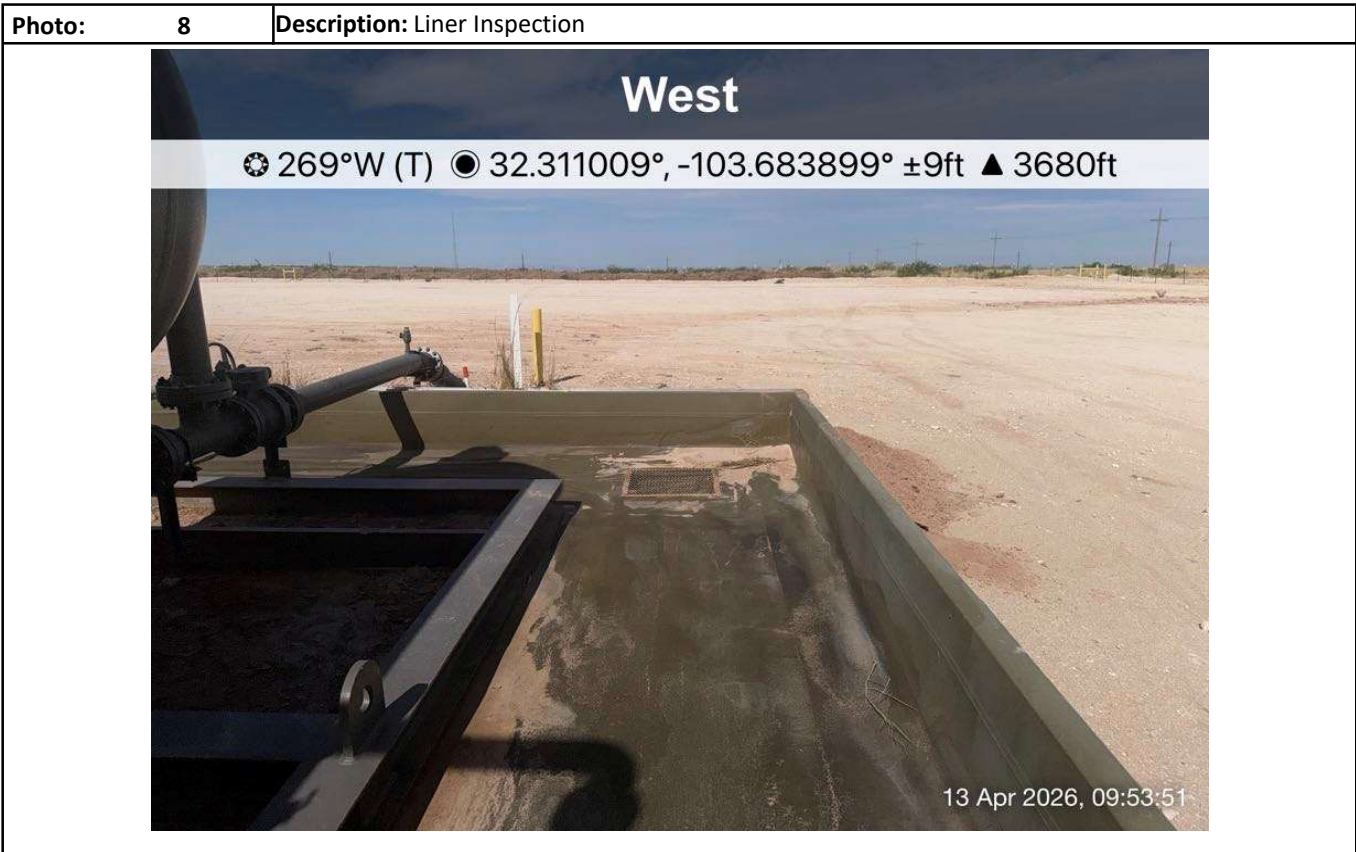 Photo: 8 Description: Liner Inspection
West
269°W (T) 32.311009°, -103.683899° ±9ft ▲ 3680ft
13 Apr 2026, 09:53:51